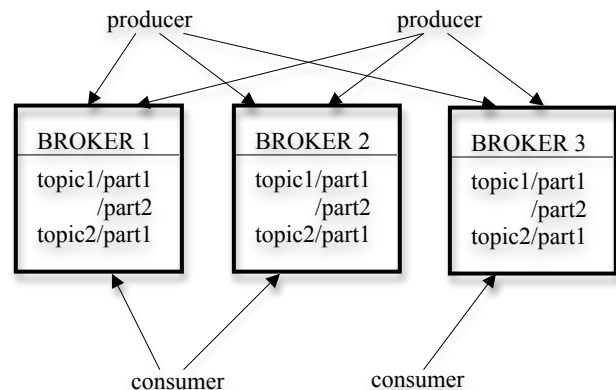 producer producer
BROKER 1 BROKER 2 BROKER 3
topic1/part1 topic1/part1 topic1/part1
/part2 /part2 /part2
topic2/part1 topic2/part1 topic2/part1
consumer consumer